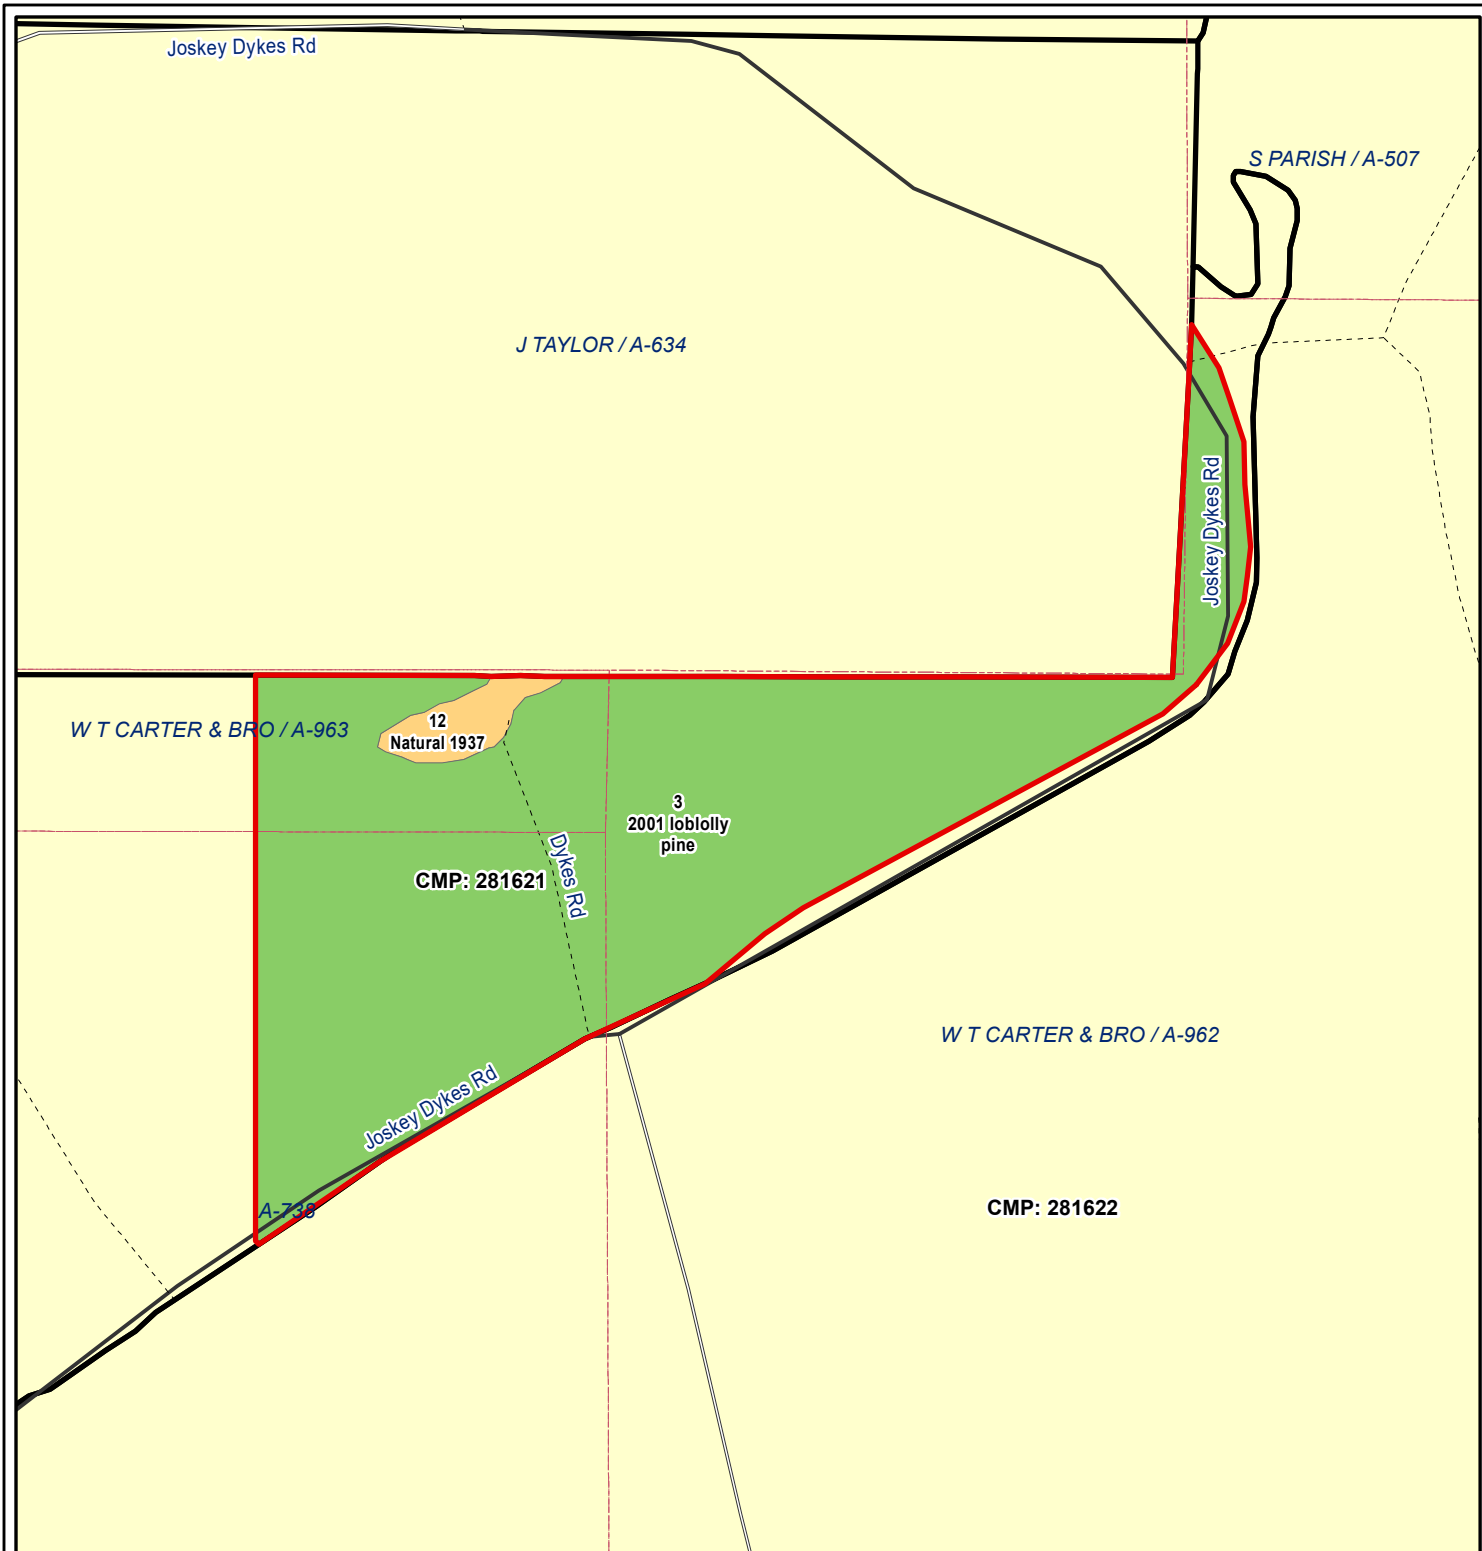 Joskey Dykes Rd
S PARISH / A-507
J TAYLOR / A-634
Joskey Dykes Rd
W T CARTER & BRO / A-963
12
Natural 1937
3
2001 loblolly
pine
Dykes Rd
CMP: 281621
W T CARTER & BRO / A-962
Joskey Dykes Rd
A-738
CMP: 281622